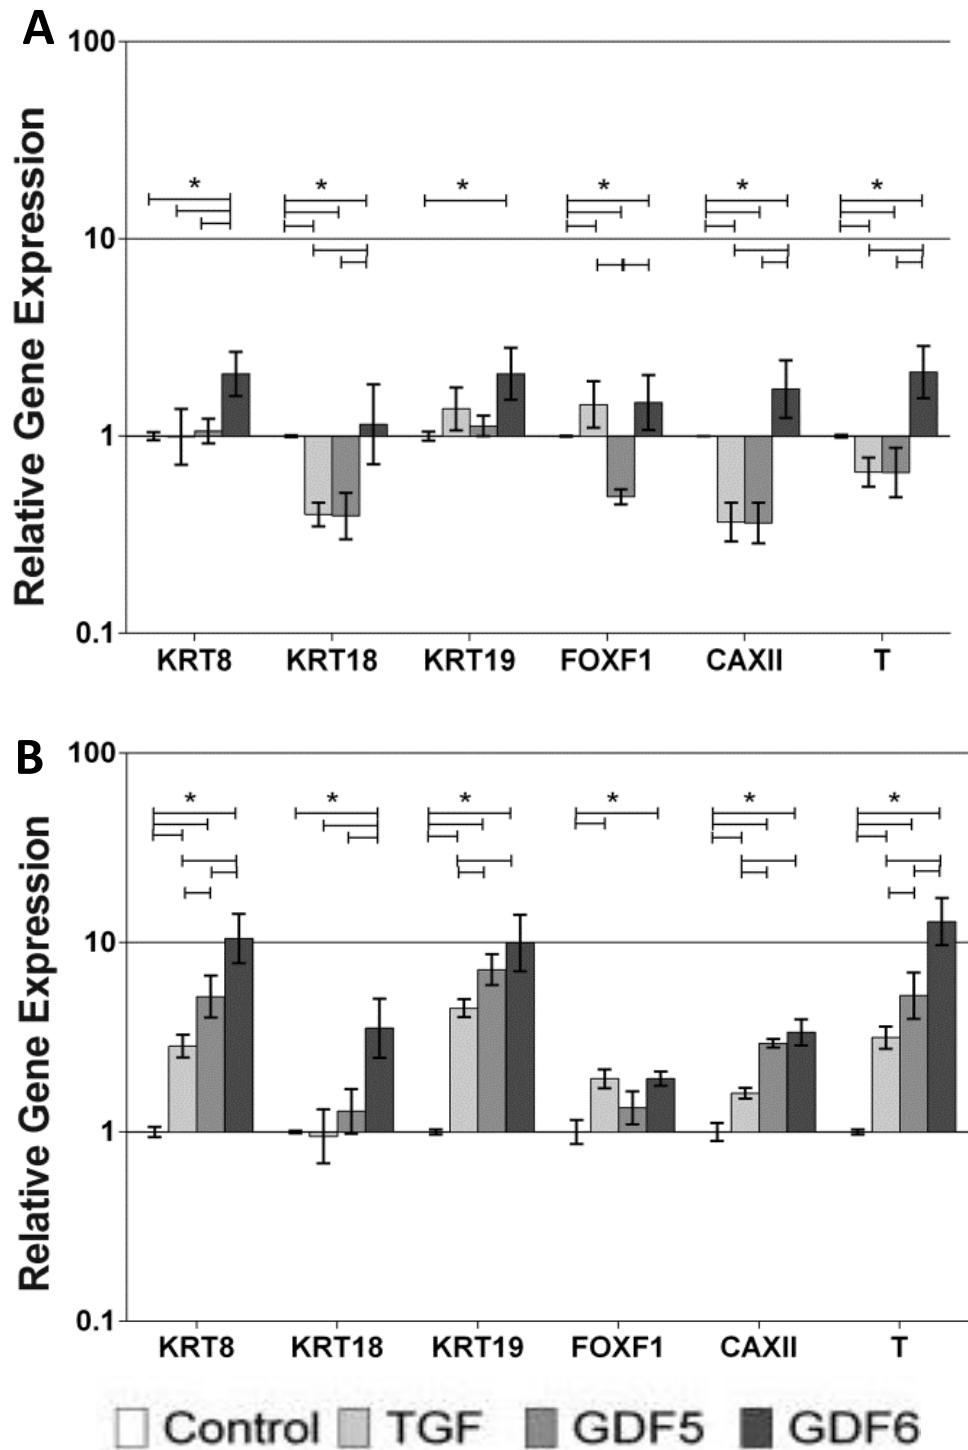 A
100
10
1
0.1
Relative Gene Expression
* * * * * *
KRT8 KRT18 KRT19 FOXF1 CAXII T
B
100
10
1
0.1
Relative Gene Expression
* * * * * *
KRT8 KRT18 KRT19 FOXF1 CAXII T
Control TGF GDF5 GDF6